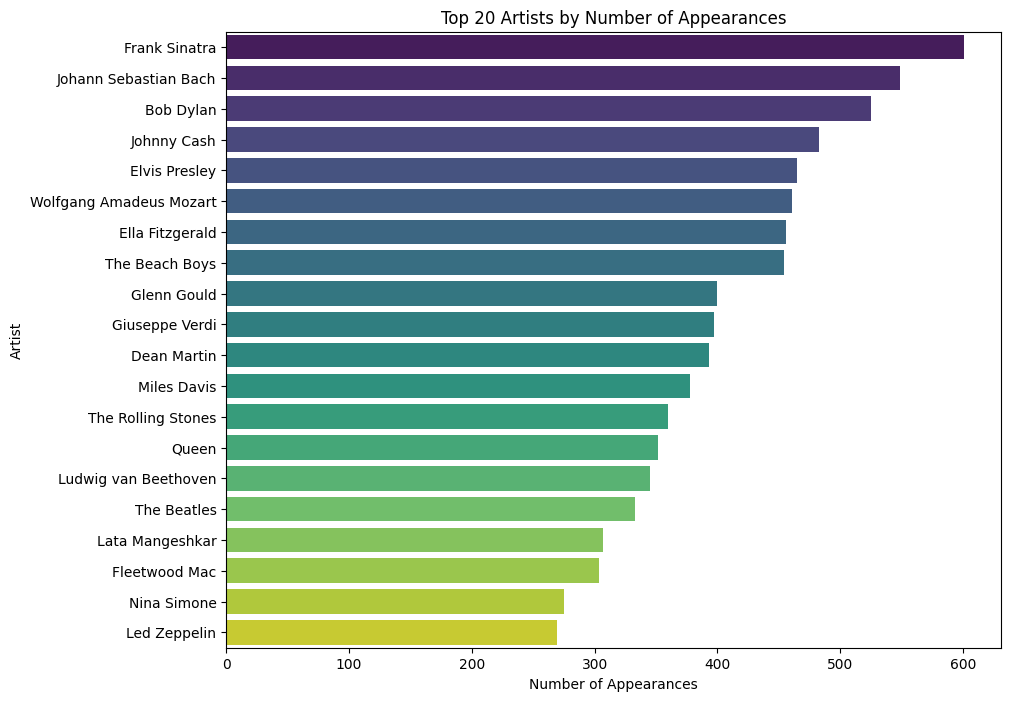 Top 20 Artists by Number of Appearances
Artist
Frank Sinatra
Johann Sebastian Bach
Bob Dylan
Johnny Cash
Elvis Presley
Wolfgang Amadeus Mozart
Ella Fitzgerald
The Beach Boys
Glenn Gould
Giuseppe Verdi
Dean Martin
Miles Davis
The Rolling Stones
Queen
Ludwig van Beethoven
The Beatles
Lata Mangeshkar
Fleetwood Mac
Nina Simone
Led Zeppelin
0 100 200 300 400 500 600
Number of Appearances